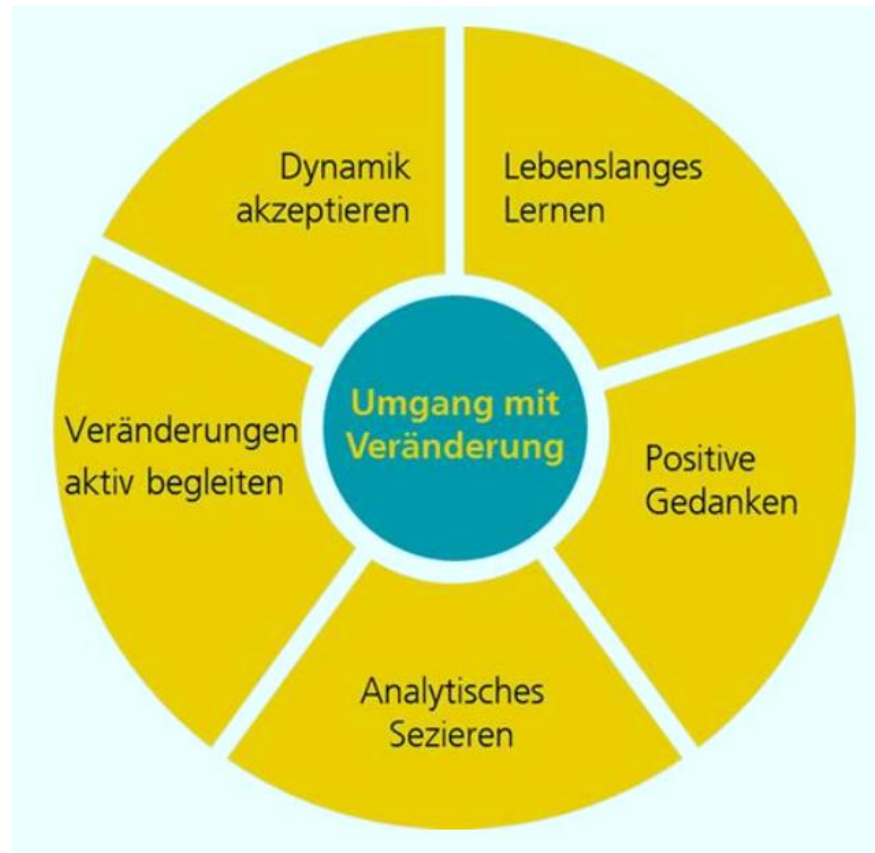 Dynamik
akzeptieren
Lebenslanges
Lernen
Umgang mit
Veränderung
Veränderungen
aktiv begleiten
Positive
Gedanken
Analytisches
Sezieren